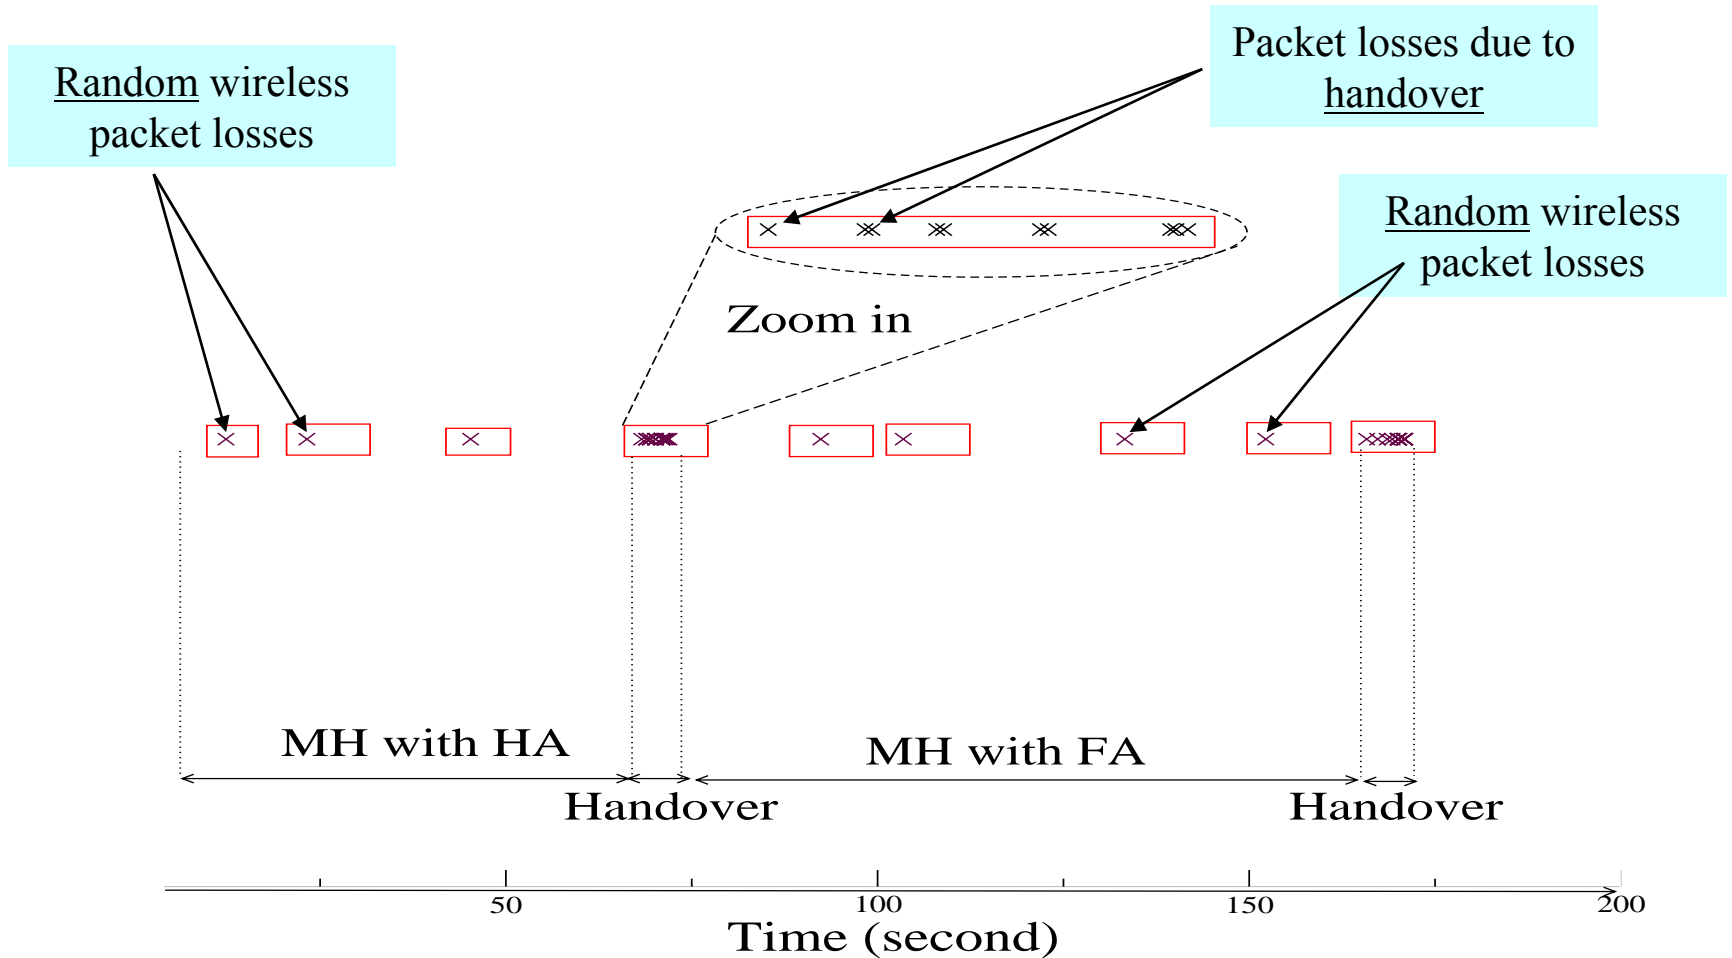 Packet losses due to
handover
Random wireless
packet losses
Random wireless
packet losses
Zoom in
MH with HA
MH with FA
Handover
Handover
50
100
150
200
Time (second)